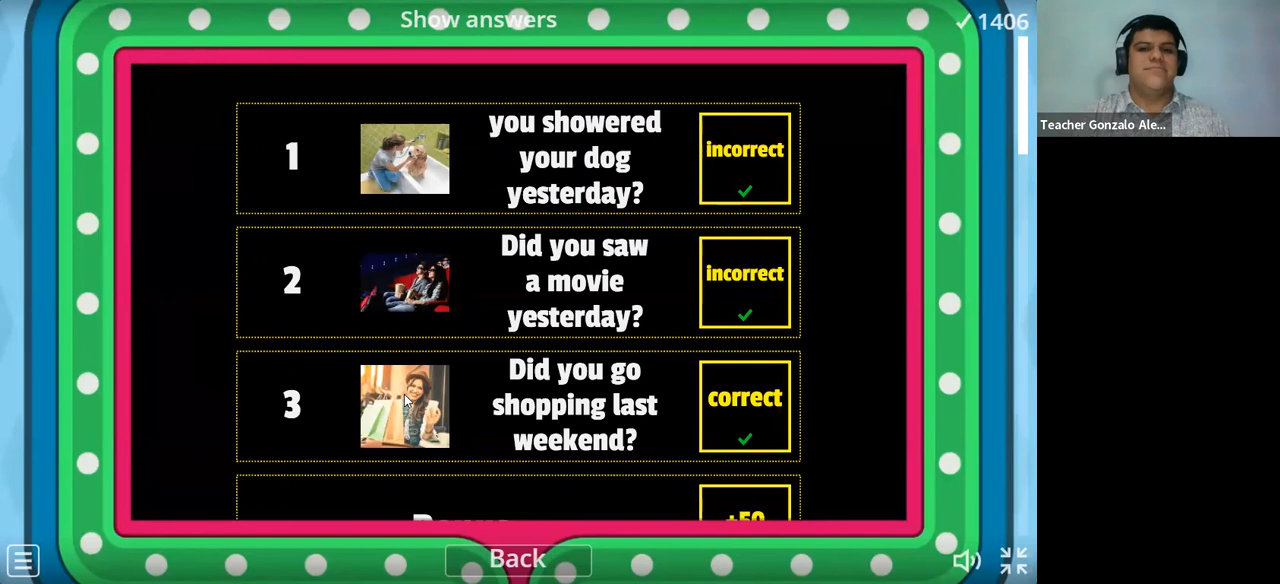 Show answers
1406
Teacher Gonzalo Ale...
1
you showered
your dog
yesterday?
incorrect
2
Did you saw
a movie
yesterday?
incorrect
3
Did you go
shopping last
weekend?
correct
+50
Back